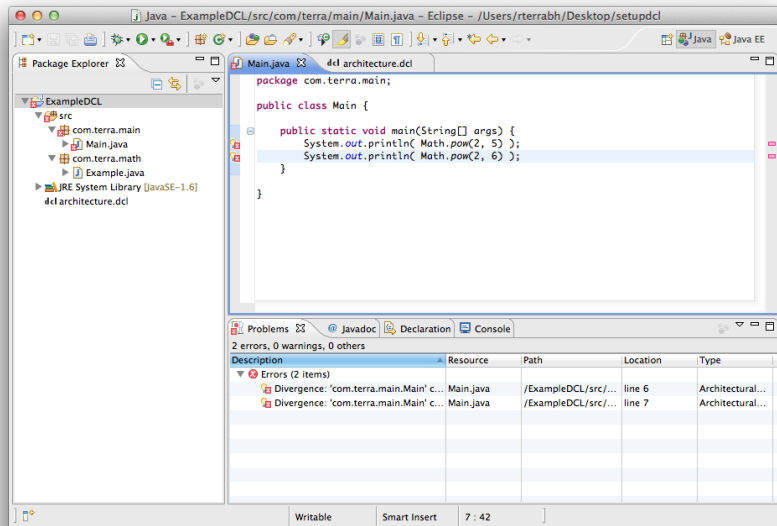 Java – ExampleDCL/src/com/terra/main/Main.java – Eclipse – /Users/rterrabh/Desktop/setupdcl
Java
Java EE
Package Explorer
ExampleDCL
src
com.terra.main
Main.java
com.terra.math
Example.java
JRE System Library [JavaSE-1.6]
dcl architecture.dcl
Main.java
dcl architecture.dcl
package com.terra.main;
public class Main {
public static void main(String[] args) {
System.out.println( Math.pow(2, 5) );
System.out.println( Math.pow(2, 6) );
}
}
Problems
@ Javadoc
Declaration
Console
2 errors, 0 warnings, 0 others
Description Resource Path Location Type
Errors (2 items)
Divergence: 'com.terra.main.Main' c... Main.java /ExampleDCL/src/... line 6 Architectural...
Divergence: 'com.terra.main.Main' c... Main.java /ExampleDCL/src/... line 7 Architectural...
Writable Smart Insert 7 : 42